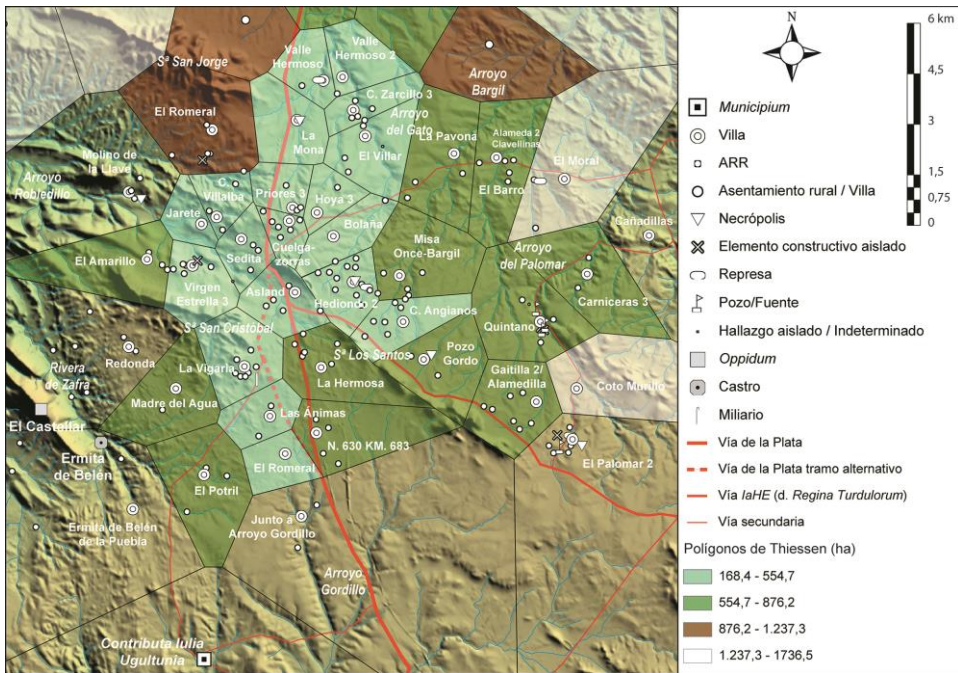 Valle
Hermoso
Valle
Hermoso 2
Sª San Jorge
Arroyo
Bargil
C. Zarcillo 3
Arroyo
del Gato
El Romeral
La
Mona
El Villar
La Pavona
Alameda 2
Clavellinas
El Moral
Molino de
la Llave
Arroyo
Robledillo
El Barro
C.
Villalba
Priores 3
Hoya 3
Jarete
Bolaña
Gañadillas
Cuelga-
zorras
Sedita
Misa
Once-Bargil
Arroyo
del Palomar
El Amarillo
Virgen
Estrella 3
Asland
Hediondo 2
C. Angianos
Carniceras 3
Quintano
Sª San Cristobal
Redonda
Rivera
de Zafra
La Vigarla
Sª Los Santos
Pozo
Gordo
La Hermosa
Gaitilla 2/
Alamedilla
Coto Murillo
Madre del Agua
El Castellar
Las Ánimas
Ermita
de Belén
N. 630 KM. 683
El Romeral
El Palomar 2
El Potril
Ermita de Belén
de la Puebla
Junto a
Arroyo Gordillo
Arroyo
Gordillo
Contributa Iulia
Ugultunia
N
6 km
4,5
3
1,5
0,75
0
Municipium
Villa
ARR
Asentamiento rural / Villa
Necrópolis
Elemento constructivo aislado
Represa
Pozo/Fuente
Hallazgo aislado / Indeterminado
Oppidum
Castro
Miliario
Vía de la Plata
Vía de la Plata tramo alternativo
Vía IaHE (d. Regina Turdulorum)
Vía secundaria
Polígonos de Thiessen (ha)
168,4 - 554,7
554,7 - 876,2
876,2 - 1.237,3
1.237,3 - 1736,5